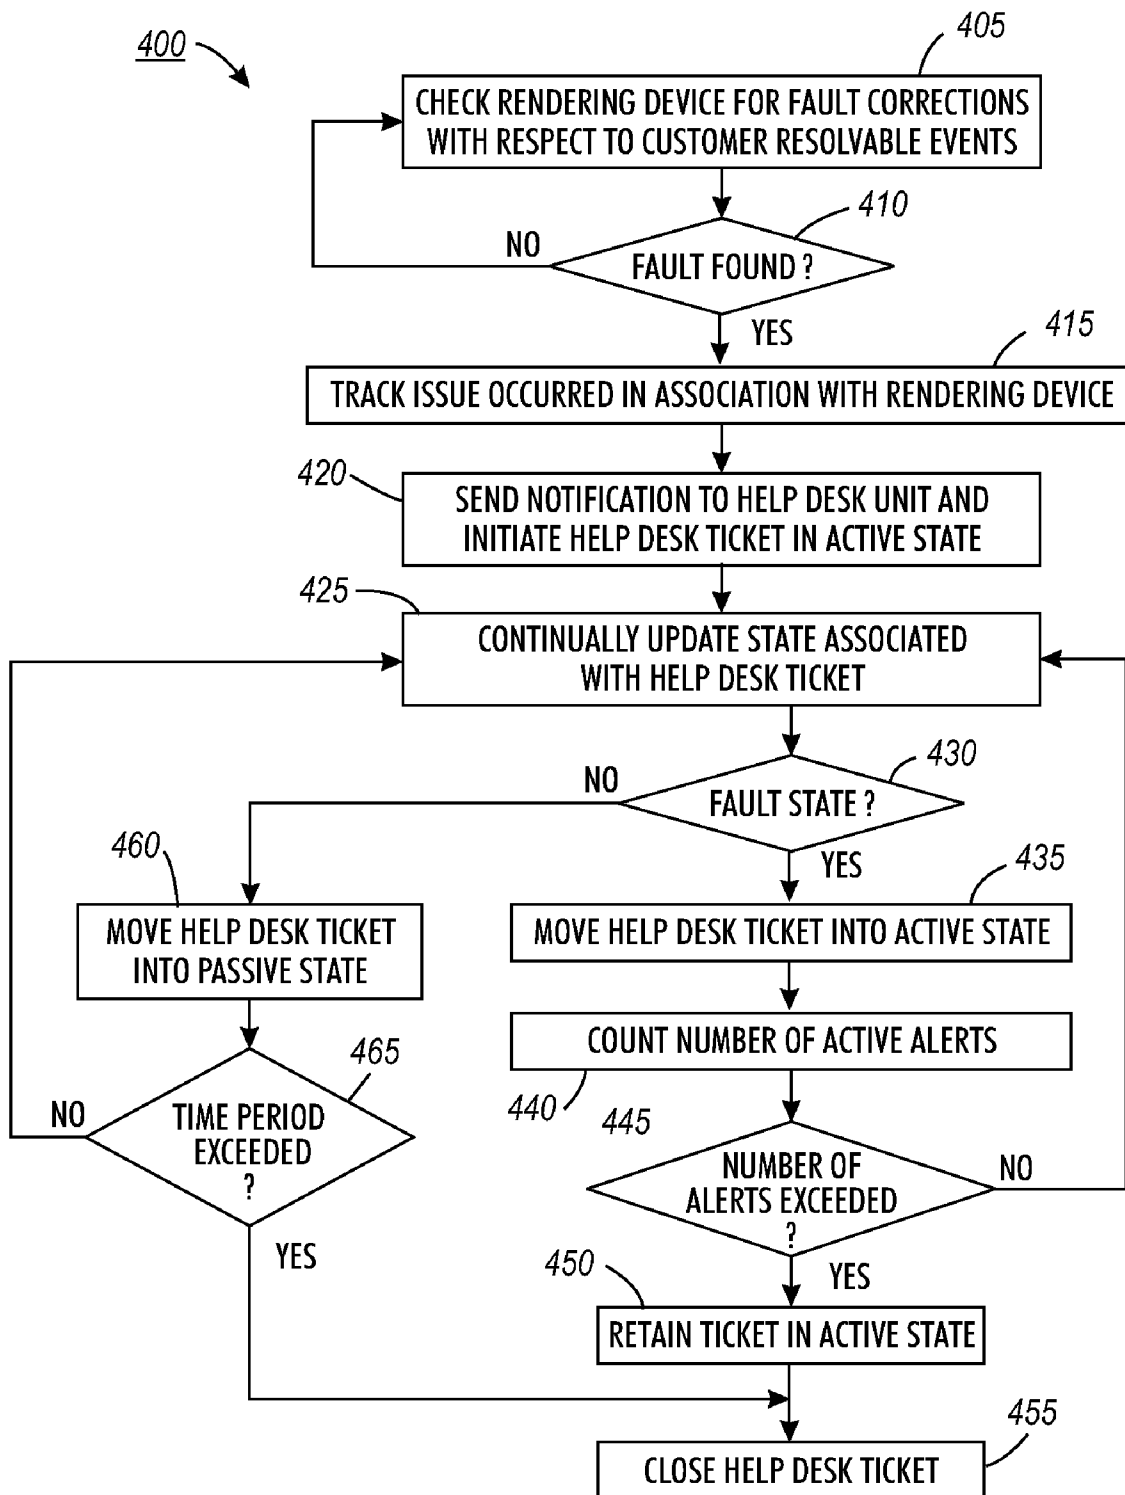 400
405
CHECK RENDERING DEVICE FOR FAULT CORRECTIONS
WITH RESPECT TO CUSTOMER RESOLVABLE EVENTS
410
NO
FAULT FOUND ?
YES
415
TRACK ISSUE OCCURRED IN ASSOCIATION WITH RENDERING DEVICE
420
SEND NOTIFICATION TO HELP DESK UNIT AND
INITIATE HELP DESK TICKET IN ACTIVE STATE
425
CONTINUALLY UPDATE STATE ASSOCIATED
WITH HELP DESK TICKET
430
NO
FAULT STATE ?
YES
460
435
MOVE HELP DESK TICKET
INTO PASSIVE STATE
MOVE HELP DESK TICKET INTO ACTIVE STATE
COUNT NUMBER OF ACTIVE ALERTS
440
465
NO
TIME PERIOD
EXCEEDED
?
YES
445
NUMBER OF
ALERTS EXCEEDED
?
NO
YES
450
RETAIN TICKET IN ACTIVE STATE
455
CLOSE HELP DESK TICKET